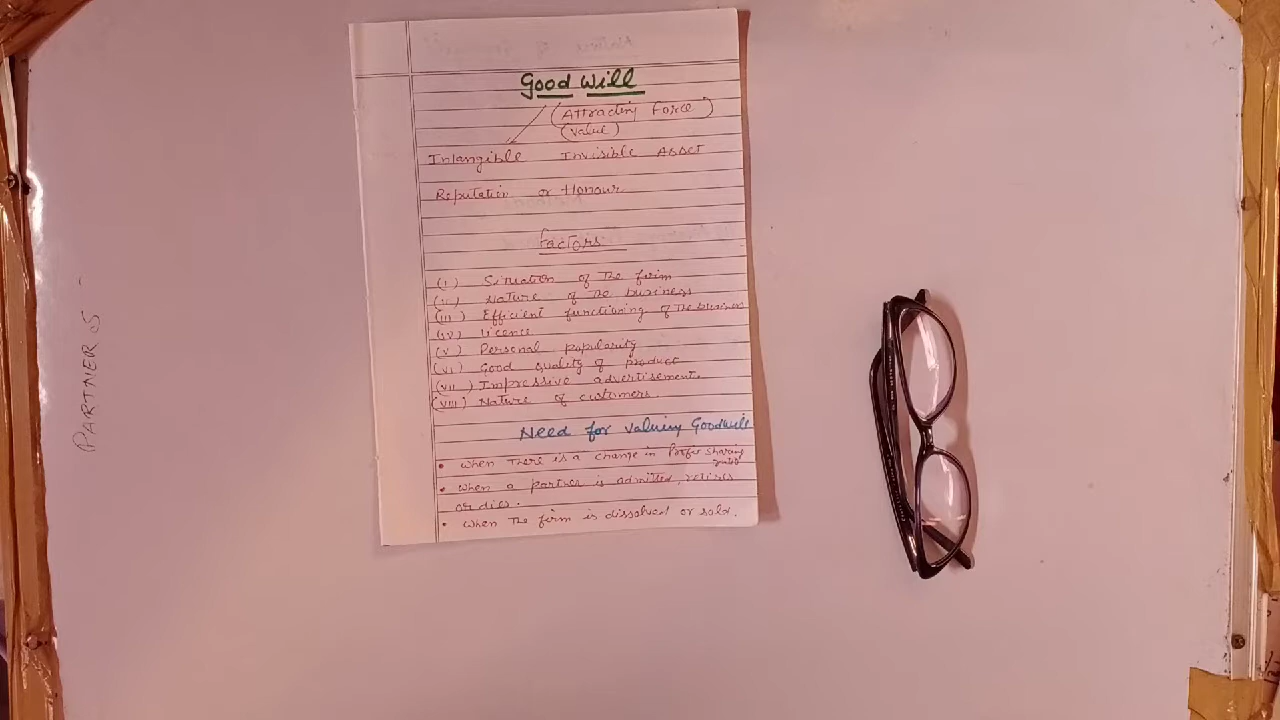 Good Will
(Attracting Force)
(Value)
Intangible Invisible Asset
Reputation or Honour.
Factors
(i) Situation of the firm
(ii) Nature of the business
(iii) Efficient functioning of the business
(iv) Licence
(v) Personal popularity
(vi) Good quality of product
(vii) Impressive advertisement.
(viii) Nature of customers.
Need for valuing Goodwill
• When there is a change in Profit sharing
ratio
• When a partner is admitted, retires
or dies.
• When the firm is dissolved or sold.
PARTNER S